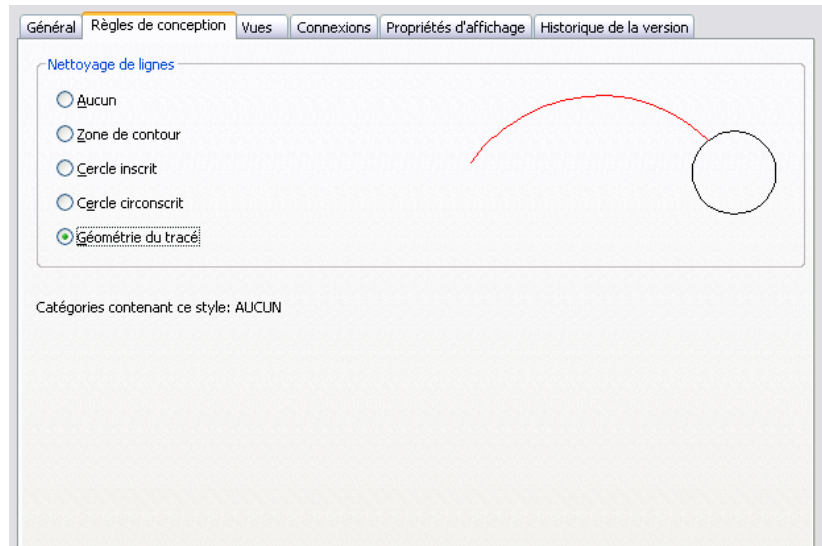 Général Règles de conception Vues Connexions Propriétés d'affichage Historique de la version
Nettoyage de lignes
Aucun
Zone de contour
Cercle inscrit
Cercle circonscrit
Géométrie du tracé
Catégories contenant ce style: AUCUN